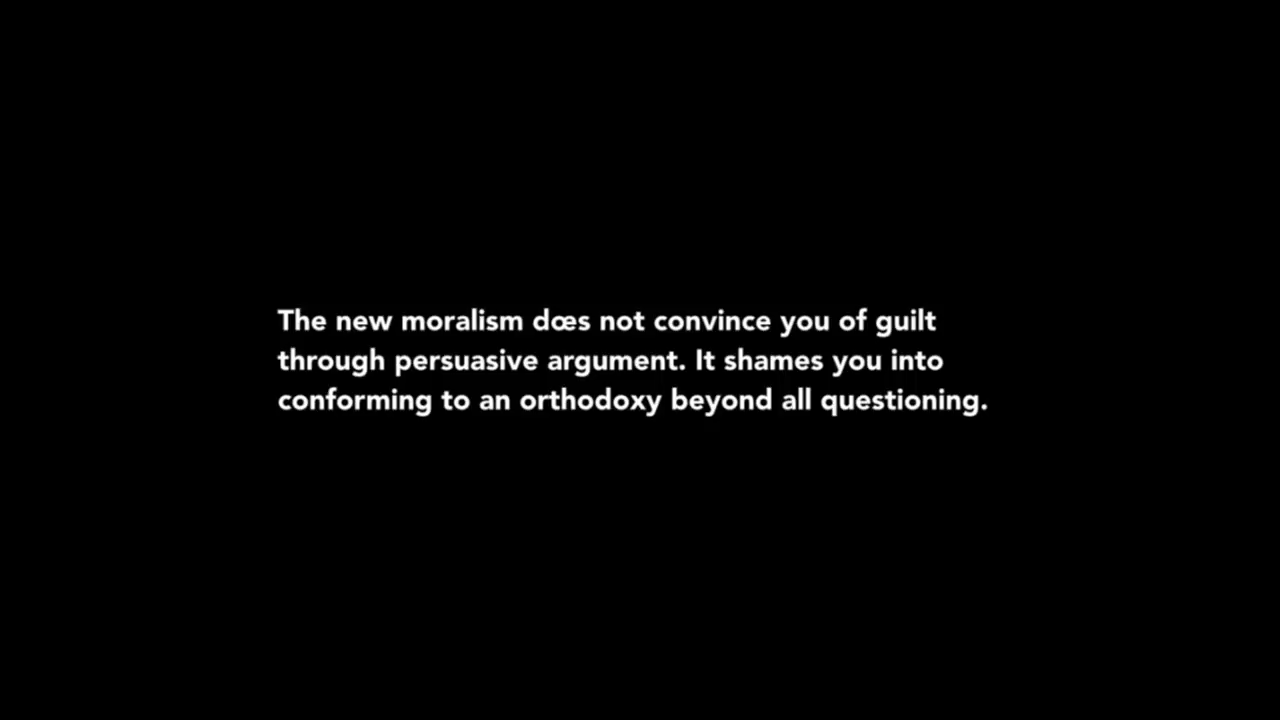 The new moralism dœs not convince you of guilt
through persuasive argument. It shames you into
conforming to an orthodoxy beyond all questioning.